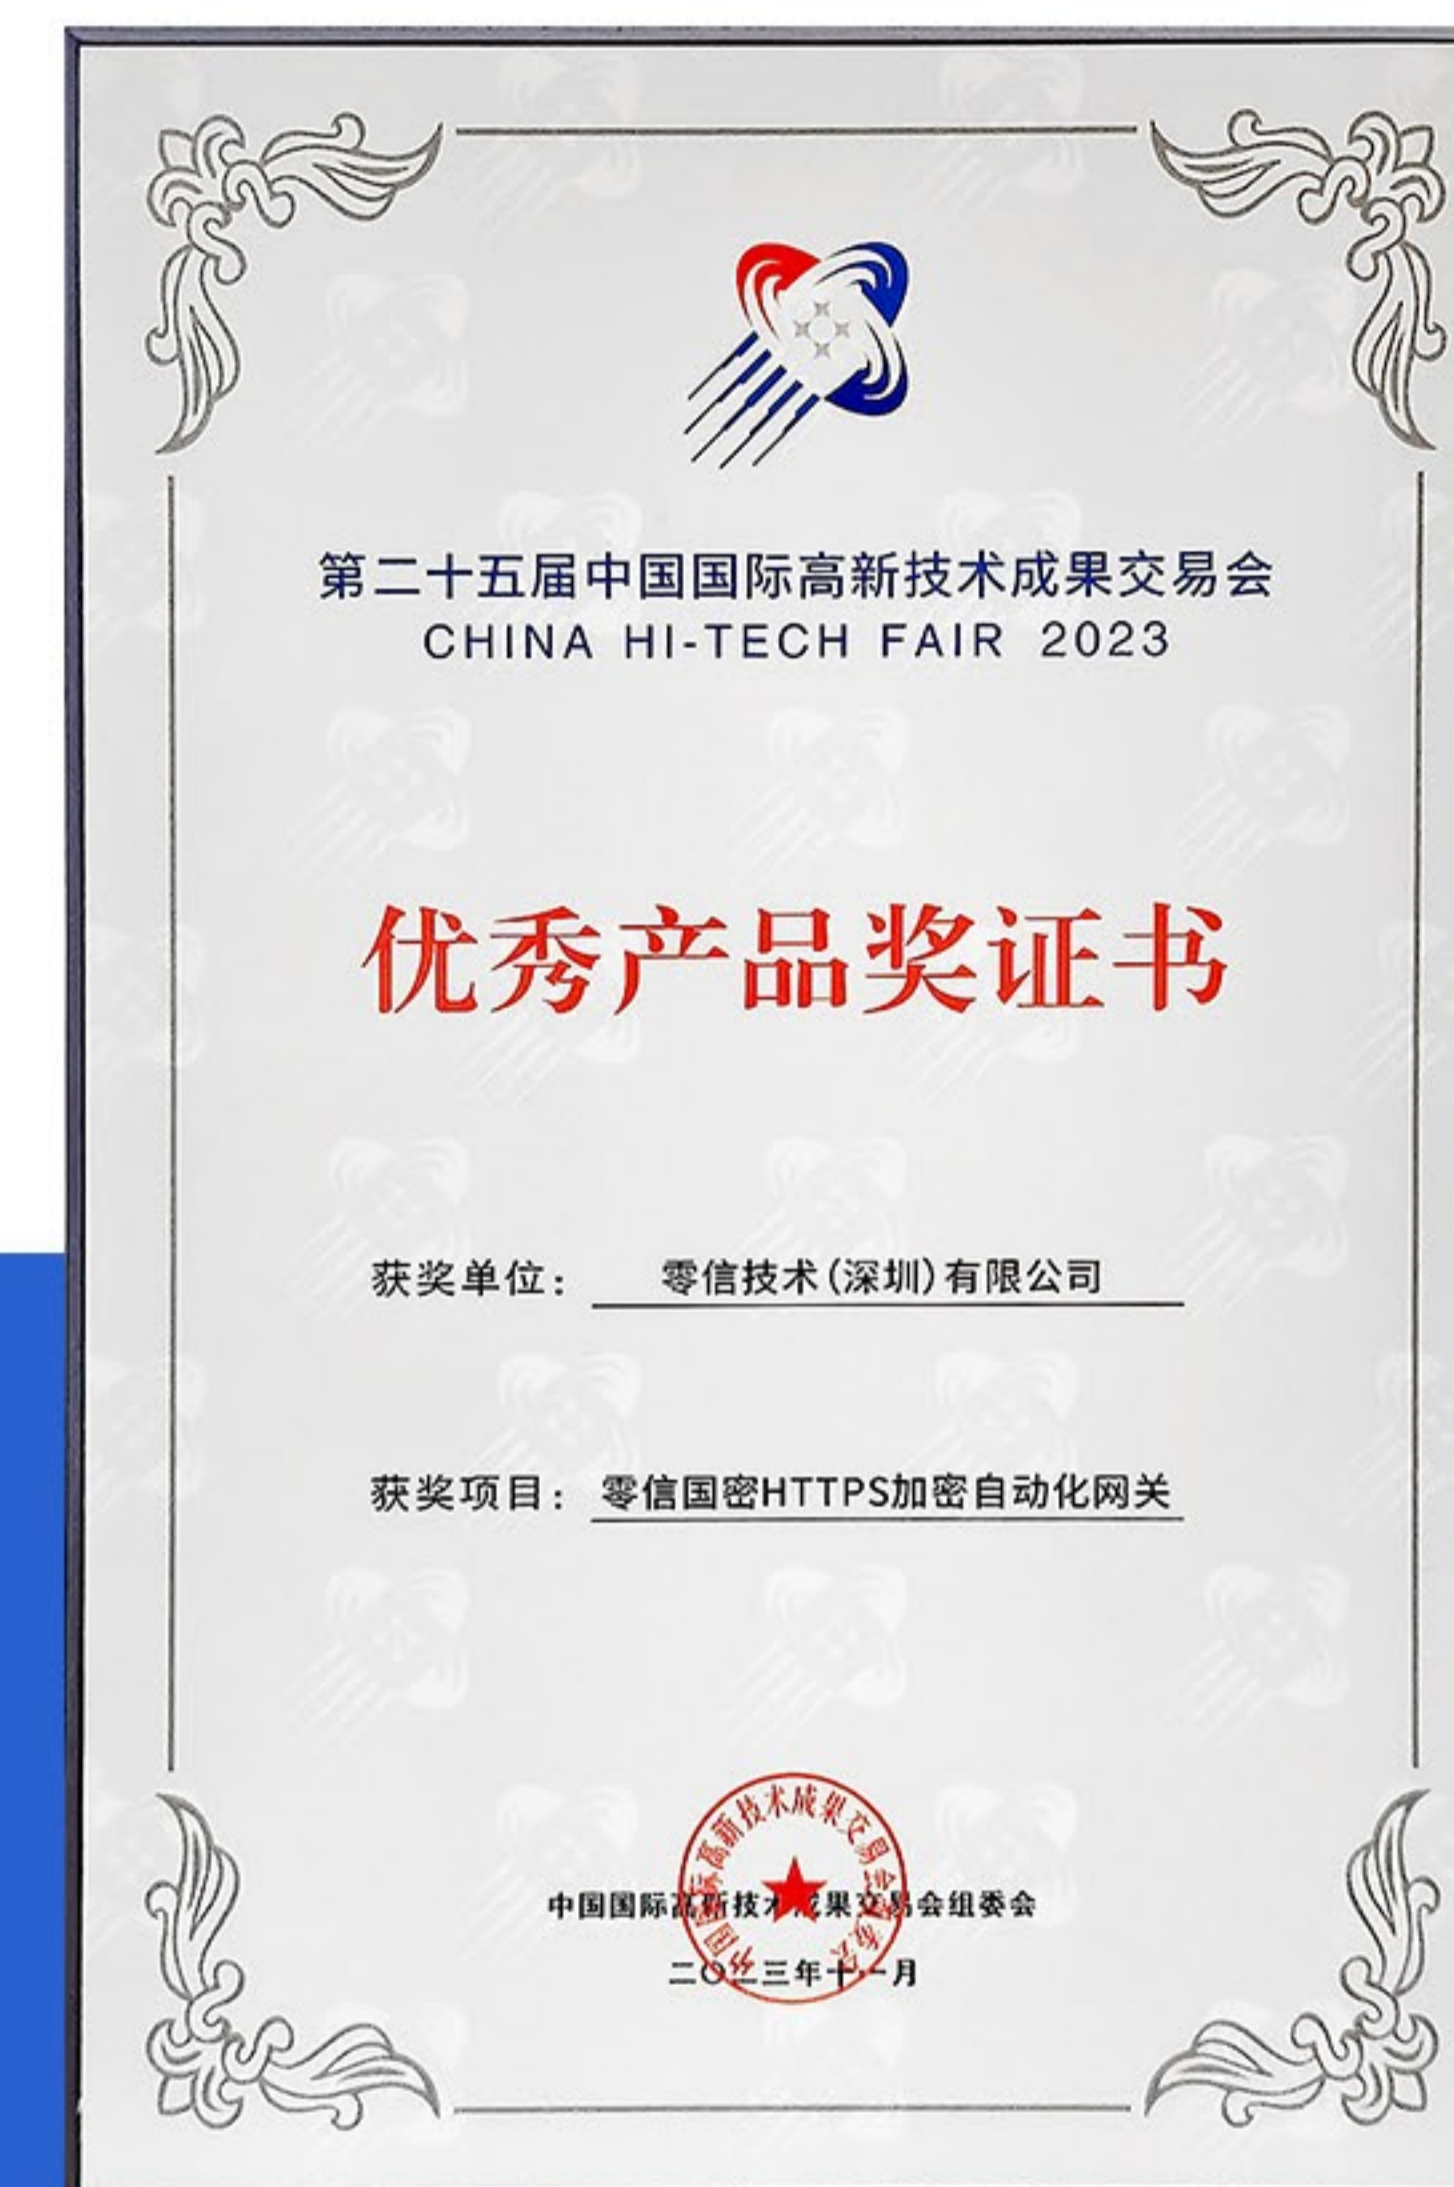 第二十五届中国国际高新技术成果交易会
CHINA HI-TECH FAIR 2023
优秀产品奖证书
获奖单位： 零信技术(深圳)有限公司
获奖项目： 零信国密HTTPS加密自动化网关
中国国际高新技术成果交易会组委会
二〇二三年十一月